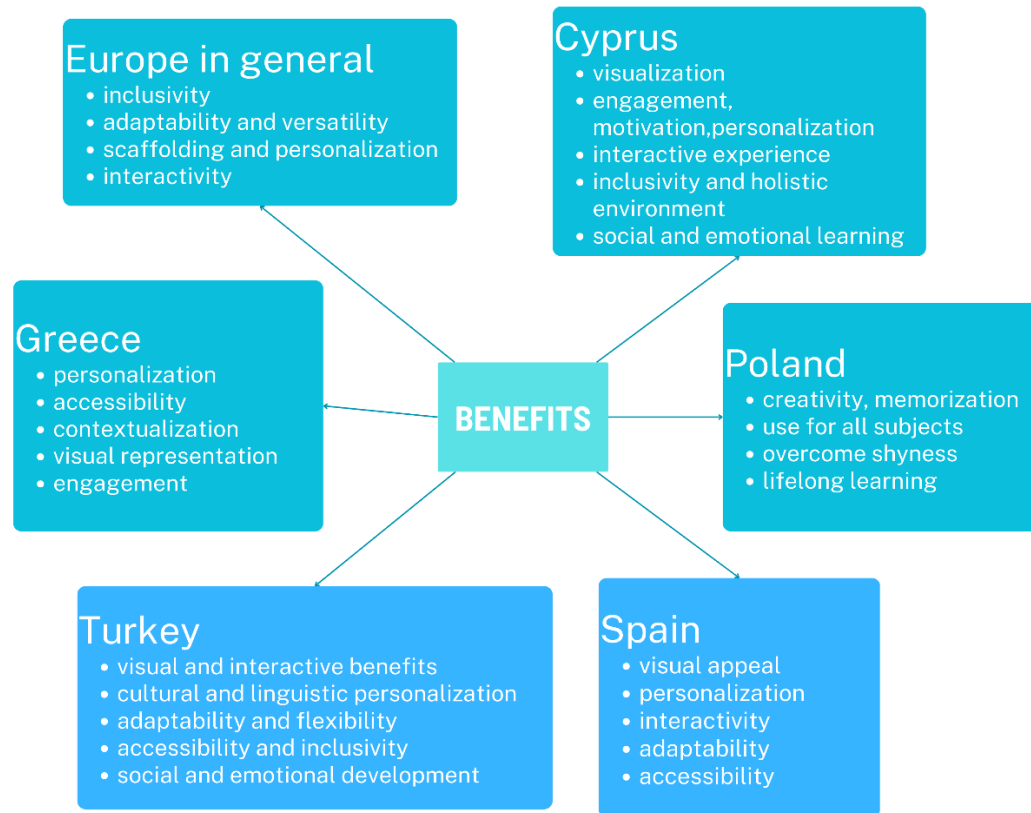 Europe in general
• inclusivity
• adaptability and versatility
• scaffolding and personalization
• interactivity
Cyprus
• visualization
• engagement,
motivation,personalization
• interactive experience
• inclusivity and holistic
environment
• social and emotional learning
Greece
• personalization
• accessibility
• contextualization
• visual representation
• engagement
BENEFITS
Poland
• creativity, memorization
• use for all subjects
• overcome shyness
• lifelong learning
Turkey
• visual and interactive benefits
• cultural and linguistic personalization
• adaptability and flexibility
• accessibility and inclusivity
• social and emotional development
Spain
• visual appeal
• personalization
• interactivity
• adaptability
• accessibility